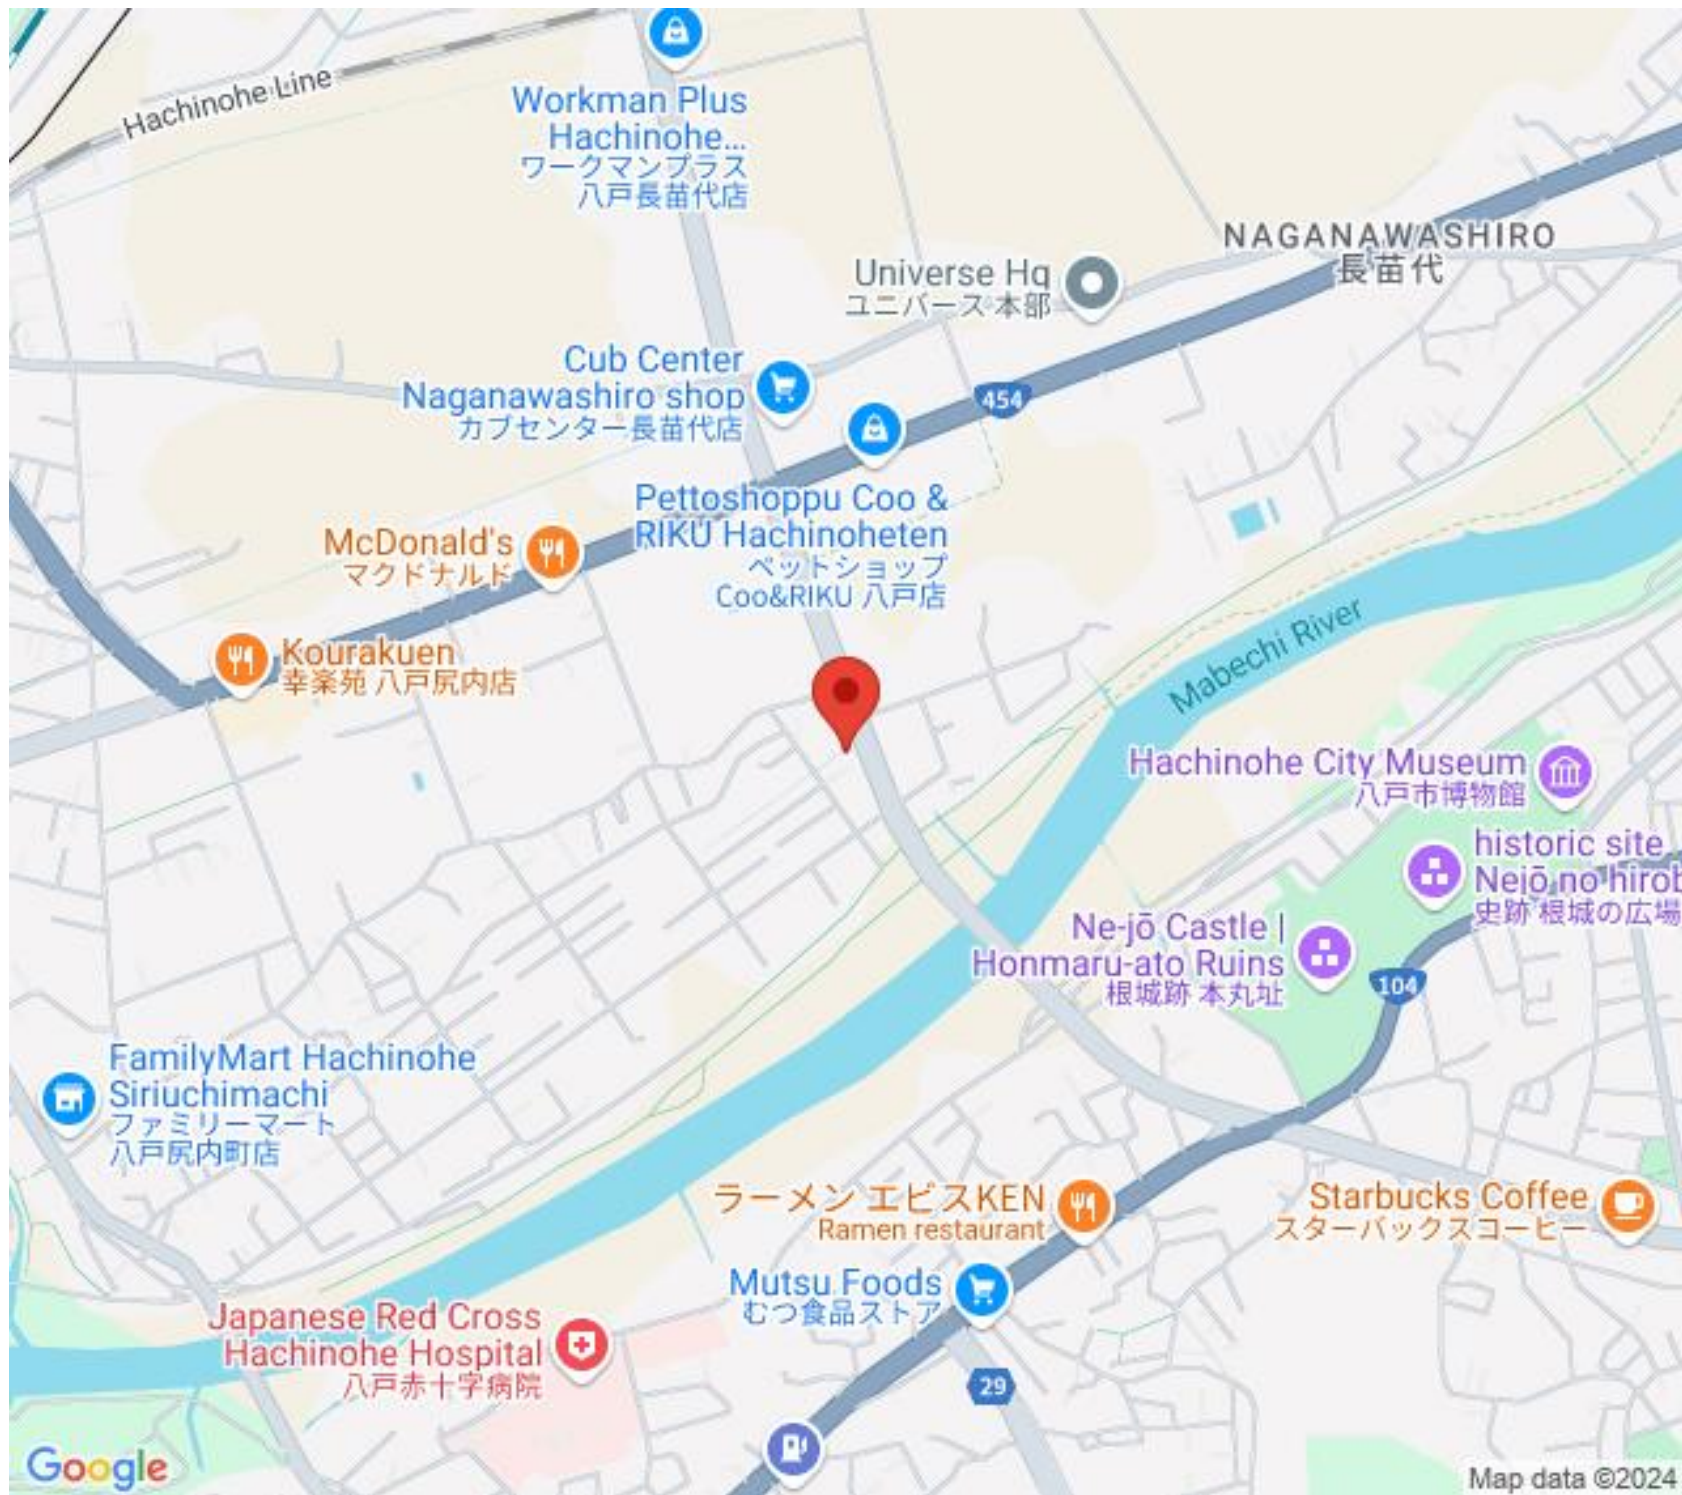 Hachinohe Line
Workman Plus
Hachinohe...
ワークマンプラス
八戸長苗代店
NAGANAWASHIRO
長苗代
Universe Hq
ユニバース 本部
Cub Center
Naganawashiro shop
カブセンター長苗代店
454
Pettoshoppu Coo &
RIKU Hachinoheten
ペットショップ
Coo&RIKU 八戸店
McDonald's
マクドナルド
Kourakuen
幸楽苑 八戸尻内店
Mabechi River
Hachinohe City Museum
八戸市博物館
historic site
Nejō no hirob
史跡 根城の広場
Ne-jō Castle |
Honmaru-ato Ruins
根城跡 本丸址
104
FamilyMart Hachinohe
Siriuchimachi
ファミリーマート
八戸尻内町店
ラーメン エビスKEN
Ramen restaurant
Starbucks Coffee
スターバックスコーヒー
Mutsu Foods
むつ食品ストア
Japanese Red Cross
Hachinohe Hospital
八戸赤十字病院
29
Google
Map data ©2024